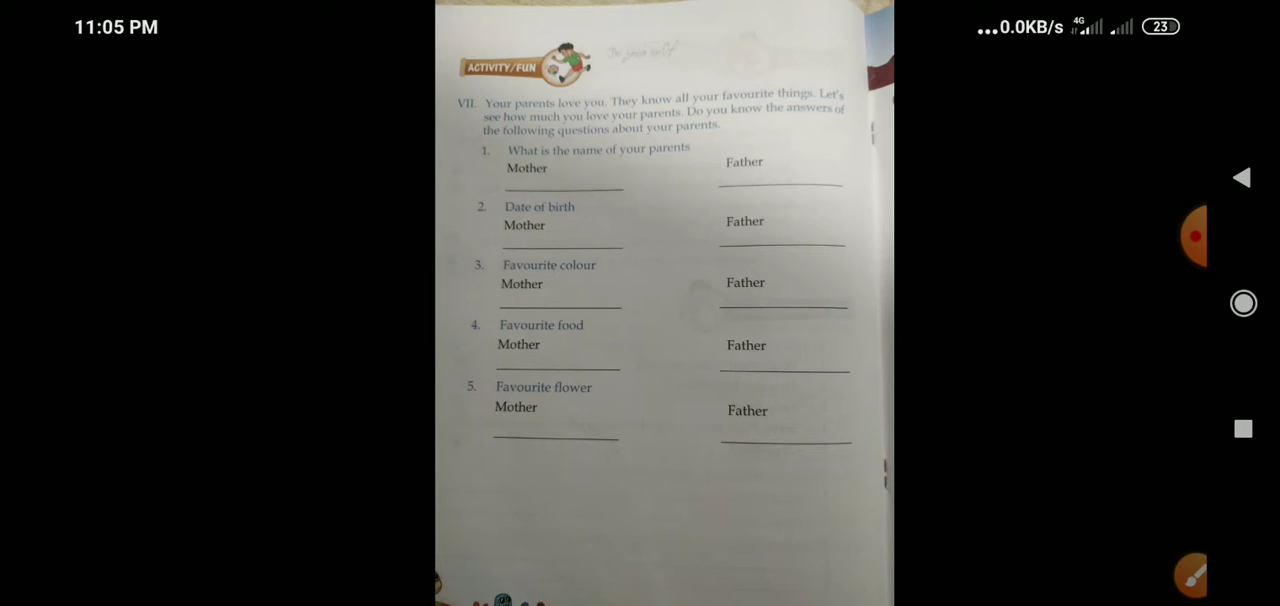 11:05 PM
...0.0KB/s 4G 23
ACTIVITY/FUN
VII. Your parents love you. They know all your favourite things. Let's
see how much you love your parents. Do you know the answers of
the following questions about your parents.
1. What is the name of your parents
Mother Father
2. Date of birth
Mother Father
3. Favourite colour
Mother Father
4. Favourite food
Mother Father
5. Favourite flower
Mother Father